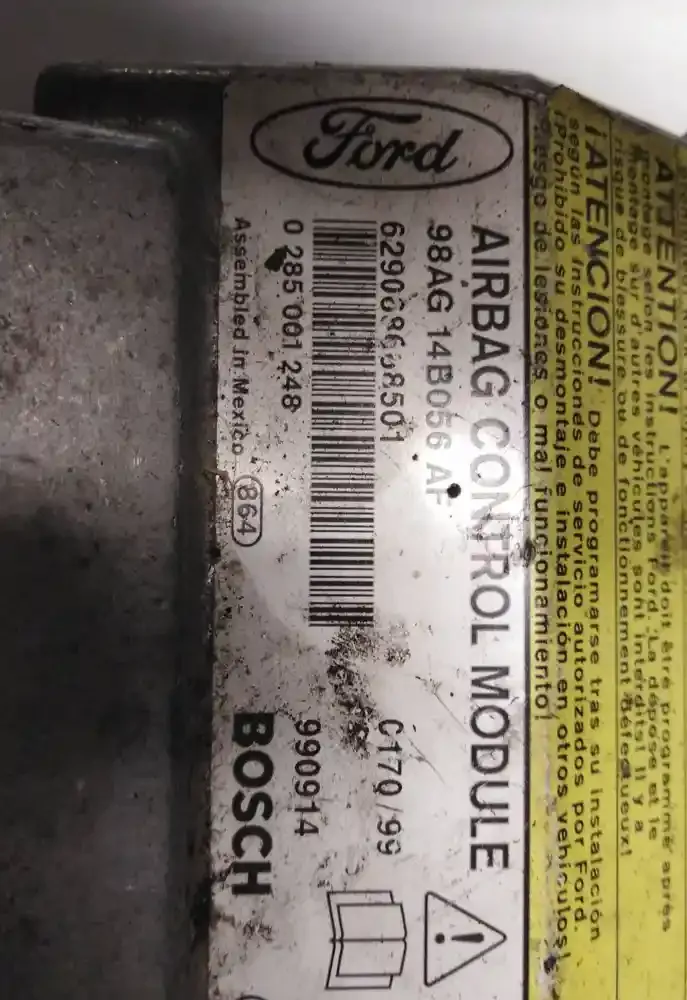 Ford
AIRBAG CONTROL MODULE
98AG 14B056 AF
C170/99
0 285 001 248
990914
Assembled in Mexico
864
BOSCH
¡ATENCION! Debe programarse tras su instalación
según las instrucciones de servicio autorizados por Ford.
¡Prohibido su desmontaje e instalación en otros vehículos!
Riesgo de lesiones o mal funcionamiento!
ATTENTION! L'appareil doit être programmé après
montage selon les instructions Ford. La dépose et le
montage sur d'autres véhicules sont interdits! Il y a
risque de blessure ou de fonctionnement défectueux!